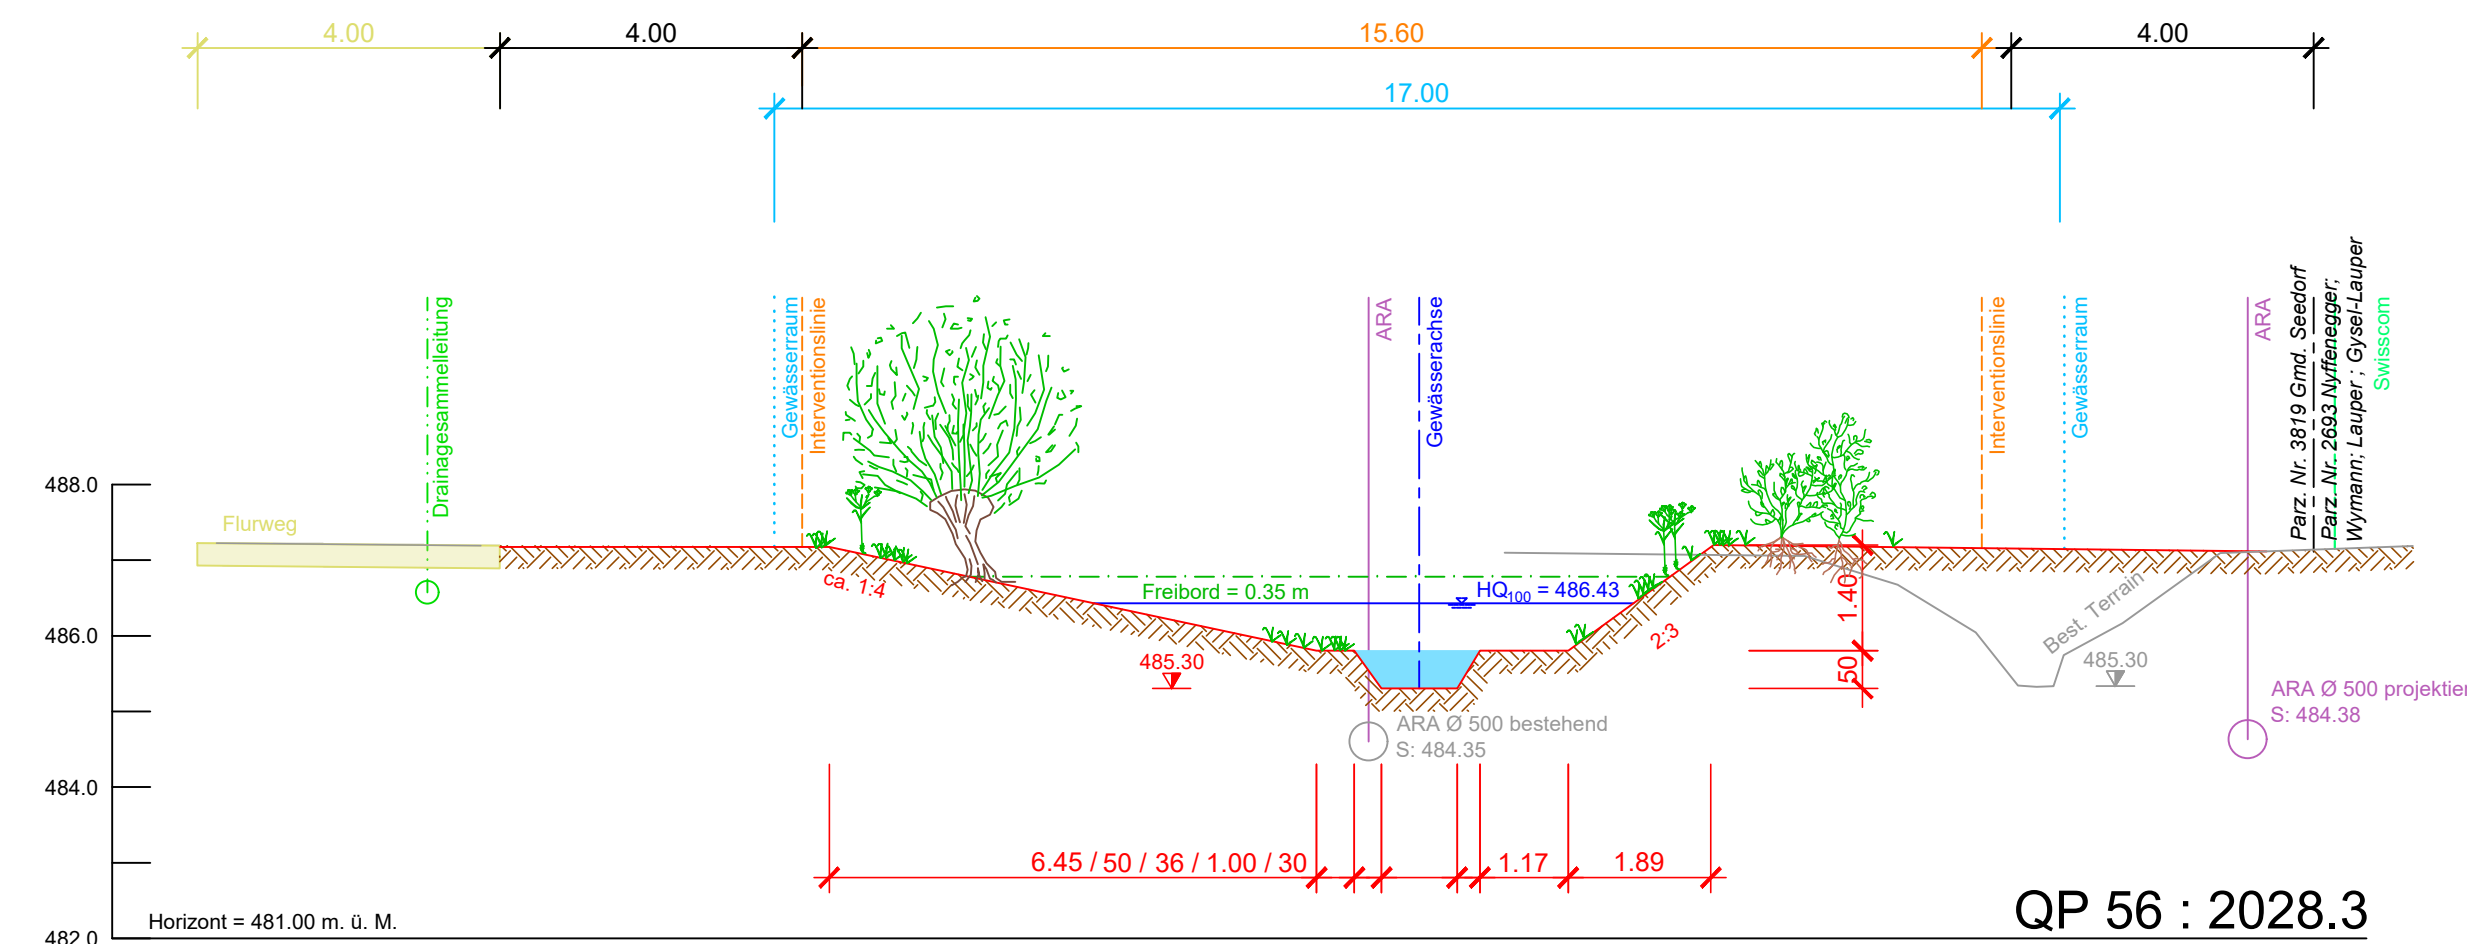 4.00
4.00
15.60
4.00
17.00
Drainagesammelleitung
Gewässerraum
Interventionslinie
ARA
Gewässerachse
Interventionslinie
Gewässerraum
ARA
Parz. Nr. 3819 Gmd. Seedorf
Parz. Nr. 2693 Nyffenegger;
Wymann; Lauper ; Gysel-Lauper
Swisscom
488.0
Flurweg
ca. 1:4
Freibord = 0.35 m
HQ100 = 486.43
1.40
Best. Terrain
486.0
2:3
485.30
50
485.30
ARA Ø 500 projektier
S: 484.38
ARA Ø 500 bestehend
S: 484.35
484.0
6.45 / 50 / 36 / 1.00 / 30
1.17
1.89
QP 56 : 2028.3
Horizont = 481.00 m. ü. M.
482.0